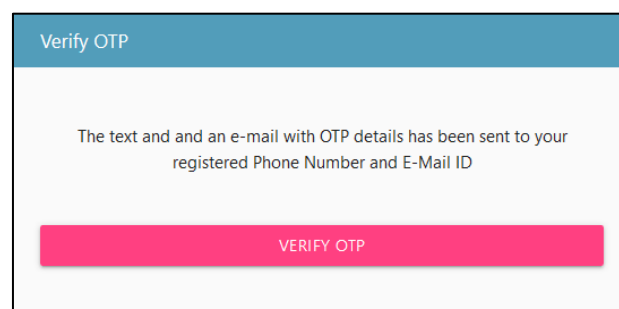 Verify OTP
The text and and an e-mail with OTP details has been sent to your
registered Phone Number and E-Mail ID
VERIFY OTP